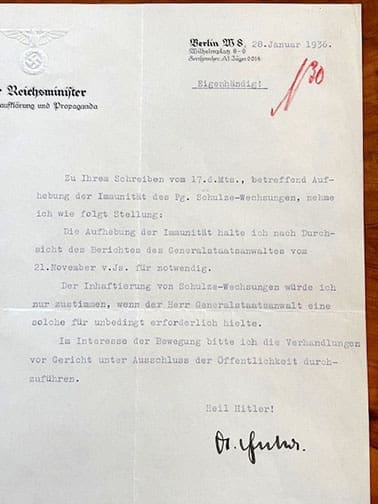 Berlin W 8, 28. Januar 1936.
Wilhelmplatz 8-9
Fernsprecher: A1 Jäger 0014
Eigenhändig!
Reichsminister
aufklärung und Propaganda
Zu Ihrem Schreiben vom 17.d.Mts., betreffend Auf-
hebung der Immunität des Pg. Schulze-Wechsungen, nehme
ich wie folgt Stellung:
Die Aufhebung der Immunität halte ich nach Durch-
sicht des Berichtes des Generalstaatsanwaltes vom
21.November v.Js. für notwendig.
Der Inhaftierung von Schulze-Wechsungen würde ich
nur zustimmen, wenn der Herr Generalstaatsanwalt eine
solche für unbedingt erforderlich hielte.
Im Interesse der Bewegung bitte ich die Verhandlungen
vor Gericht unter Ausschluss der Öffentlichkeit durch-
zuführen.
Heil Hitler!